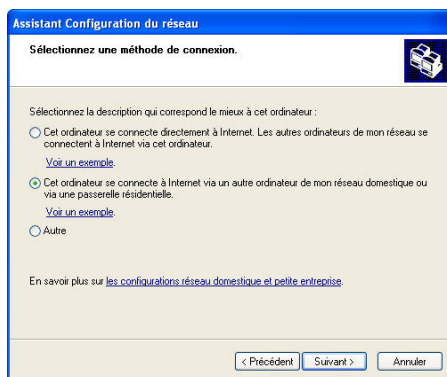 Assistant Configuration du réseau
Sélectionnez une méthode de connexion.
Sélectionnez la description qui correspond le mieux à cet ordinateur :
Cet ordinateur se connecte directement à Internet. Les autres ordinateurs de mon réseau se
connectent à Internet via cet ordinateur.
Voir un exemple.
Cet ordinateur se connecte à Internet via un autre ordinateur de mon réseau domestique ou
via une passerelle résidentielle.
Voir un exemple.
Autre
En savoir plus sur les configurations réseau domestique et petite entreprise.
< Précédent Suivant > Annuler